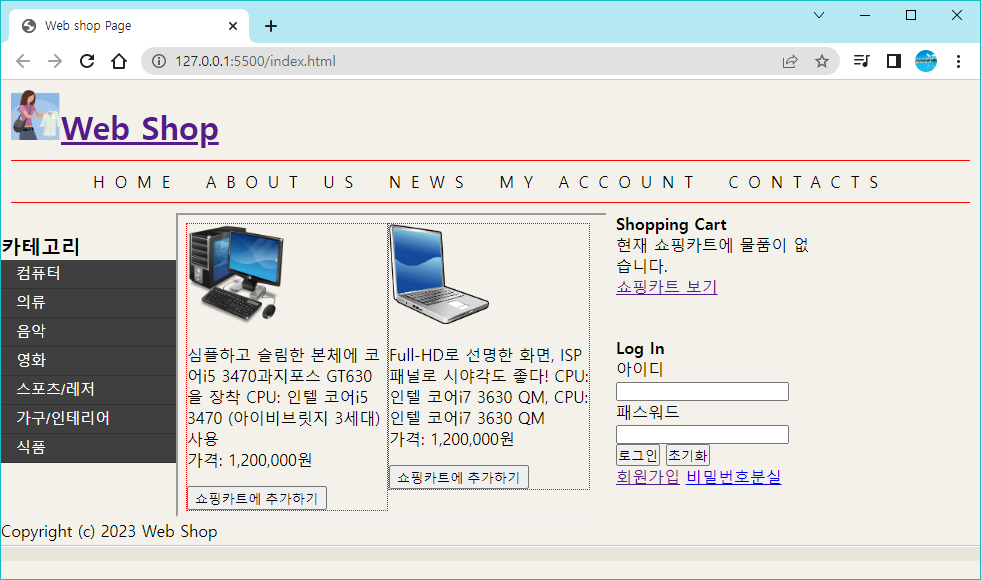 Web shop Page
127.0.0.1:5500/index.html
Web Shop
HOME ABOUT US NEWS MY ACCOUNT CONTACTS
카테고리
컴퓨터
의류
음악
영화
스포츠/레저
가구/인테리어
식품
심플하고 슬림한 본체에 코
어i5 3470과지포스 GT630
을 장착 CPU: 인텔 코어i5
3470 (아이비브릿지 3세대)
사용
가격: 1,200,000원
쇼핑카트에 추가하기
Full-HD로 선명한 화면, ISP
패널로 시야각도 좋다! CPU:
인텔 코어i7 3630 QM, CPU:
인텔 코어i7 3630 QM
가격: 1,200,000원
쇼핑카트에 추가하기
Shopping Cart
현재 쇼핑카트에 물품이 없
습니다.
쇼핑카트 보기
Log In
아이디
패스워드
로그인 초기화
회원가입 비밀번호분실
Copyright (c) 2023 Web Shop